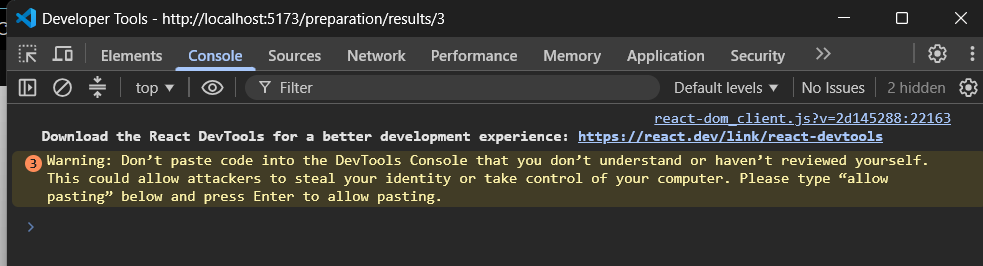 Developer Tools - http://localhost:5173/preparation/results/3
Elements Console Sources Network Performance Memory Application Security
top Filter Default levels No Issues 2 hidden
react-dom_client.js?v=2d145288:22163
Download the React DevTools for a better development experience: https://react.dev/link/react-devtools
3 Warning: Don’t paste code into the DevTools Console that you don’t understand or haven’t reviewed yourself.
This could allow attackers to steal your identity or take control of your computer. Please type “allow
pasting” below and press Enter to allow pasting.